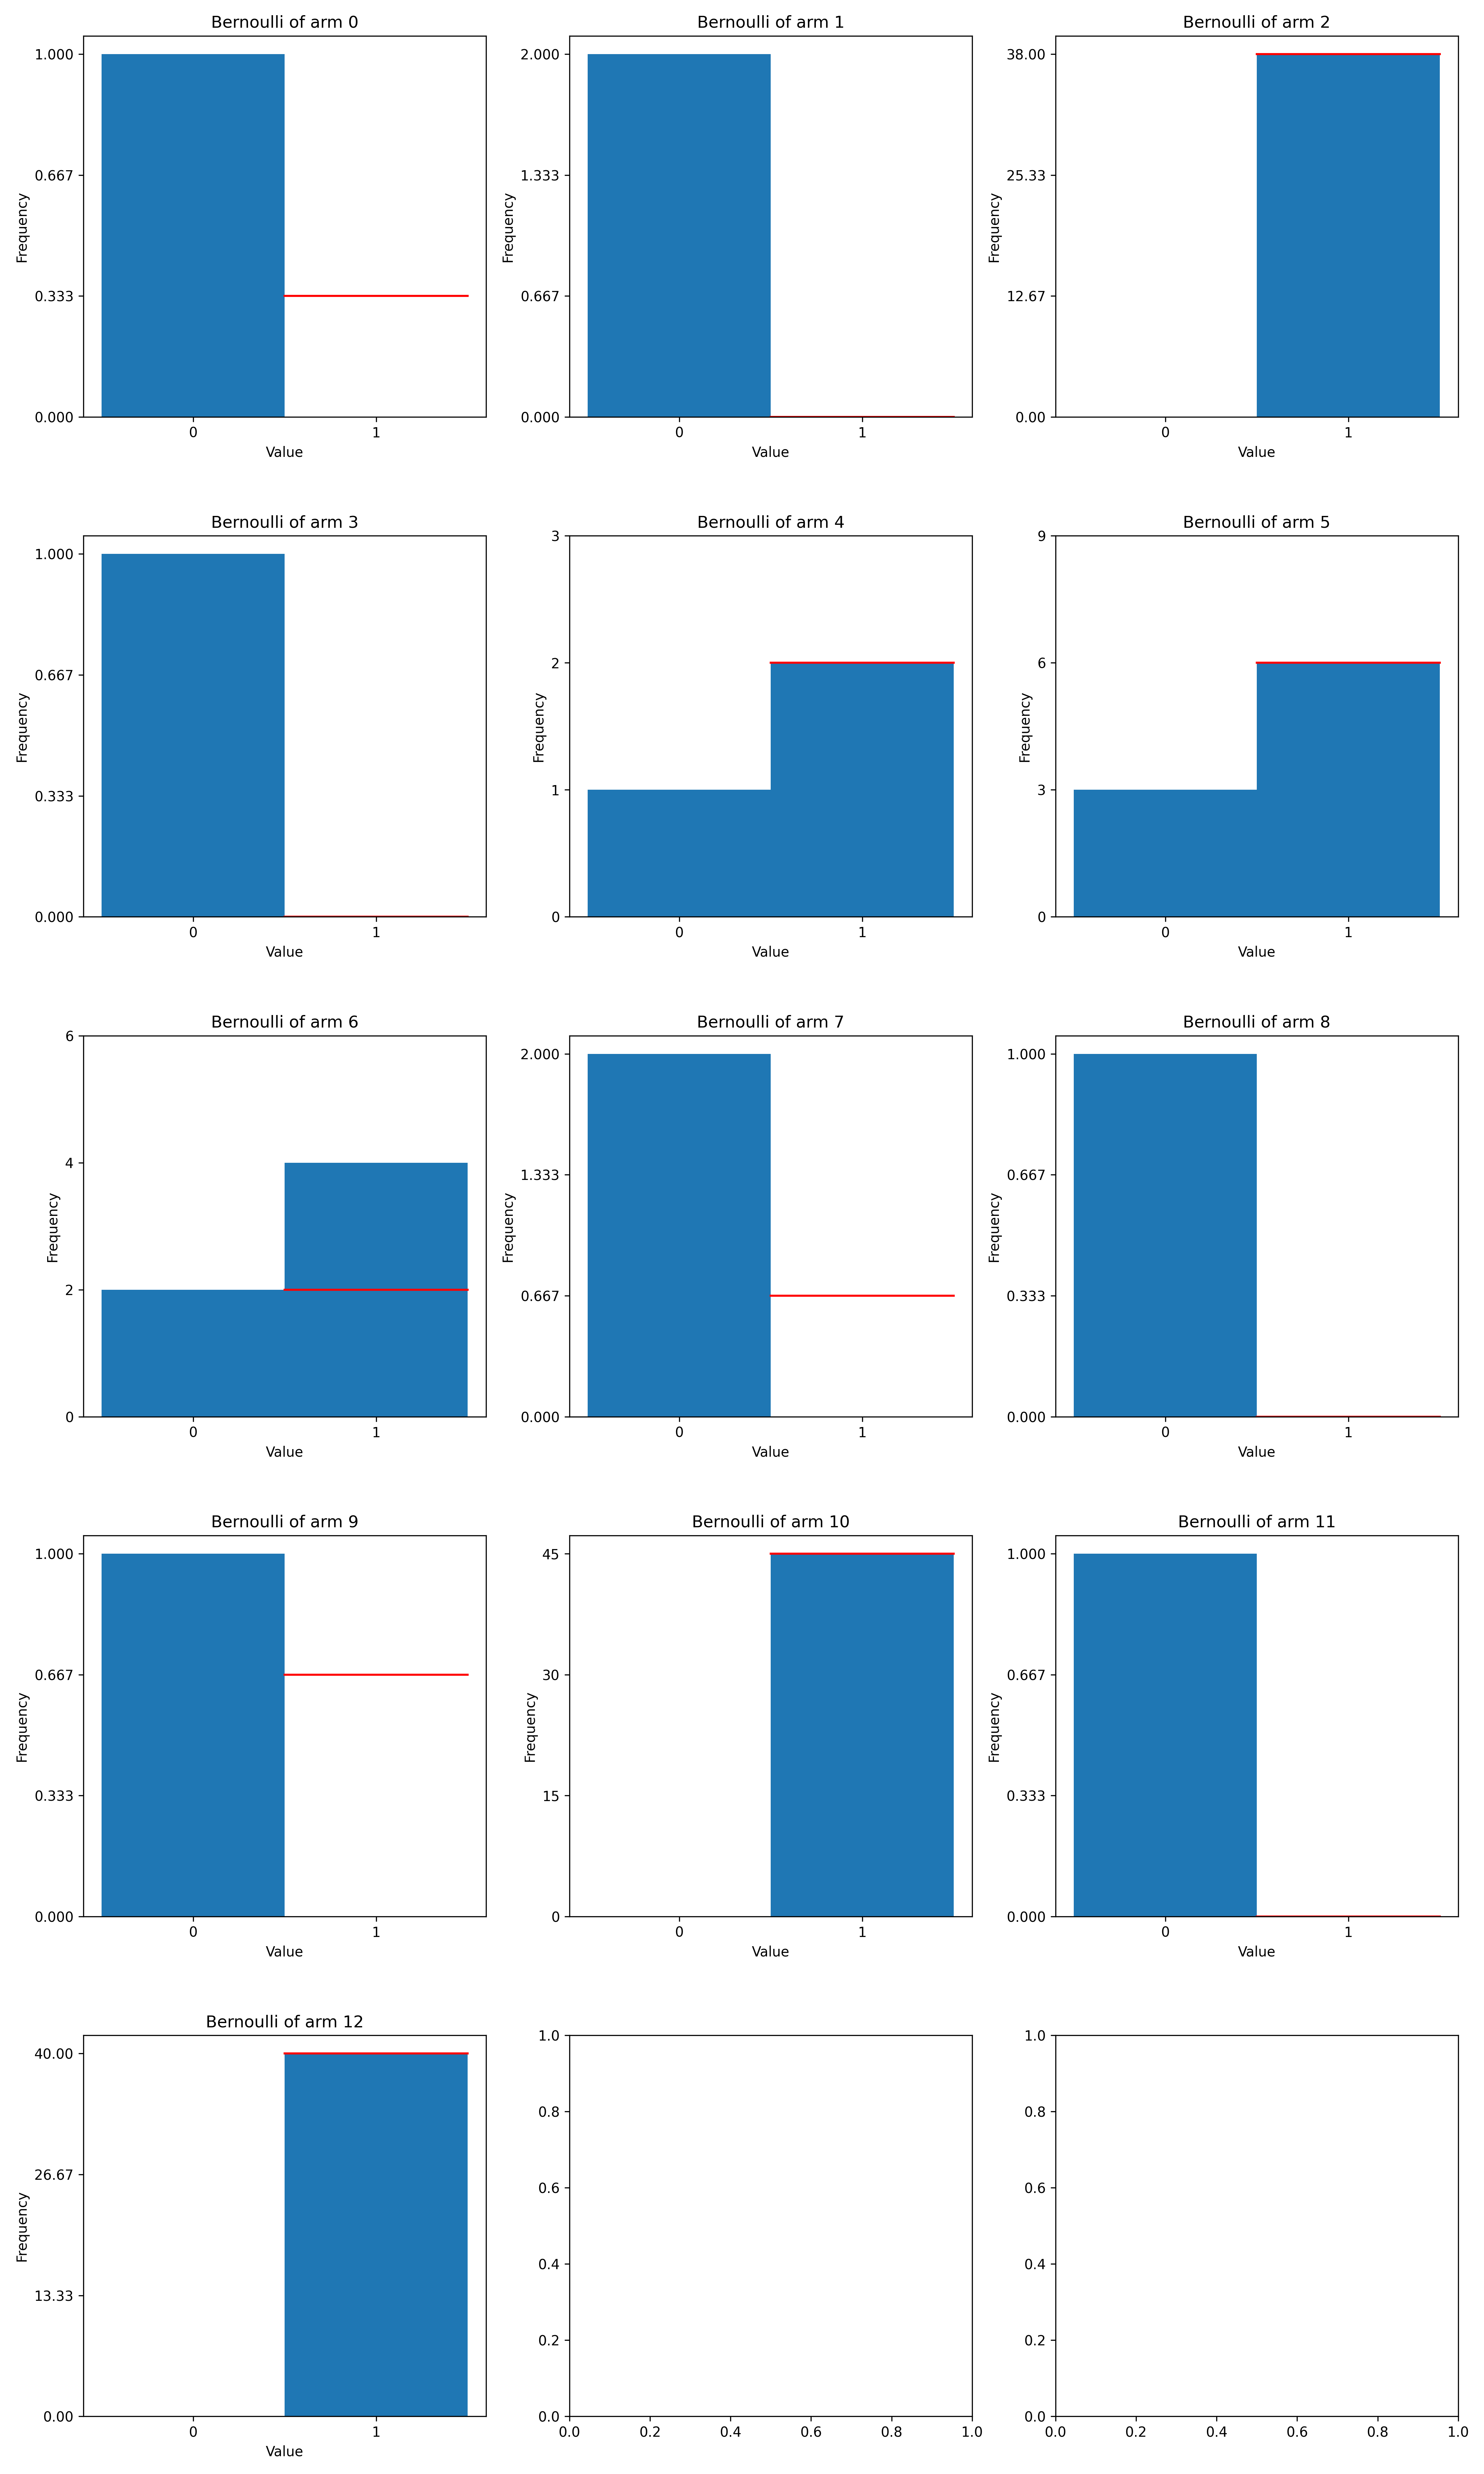 Bernoulli of arm 0
Frequency
1.000
0.667
0.333
0.000
0 1
Value
Bernoulli of arm 1
Frequency
2.000
1.333
0.667
0.000
0 1
Value
Bernoulli of arm 2
Frequency
38.00
25.33
12.67
0.00
0 1
Value
Bernoulli of arm 3
Frequency
1.000
0.667
0.333
0.000
0 1
Value
Bernoulli of arm 4
Frequency
3
2
1
0
0 1
Value
Bernoulli of arm 5
Frequency
9
6
3
0
0 1
Value
Bernoulli of arm 6
Frequency
6
4
2
0
0 1
Value
Bernoulli of arm 7
Frequency
2.000
1.333
0.667
0.000
0 1
Value
Bernoulli of arm 8
Frequency
1.000
0.667
0.333
0.000
0 1
Value
Bernoulli of arm 9
Frequency
1.000
0.667
0.333
0.000
0 1
Value
Bernoulli of arm 10
Frequency
45
30
15
0
0 1
Value
Bernoulli of arm 11
Frequency
1.000
0.667
0.333
0.000
0 1
Value
Bernoulli of arm 12
Frequency
40.00
26.67
13.33
0.00
0 1
Value
1.0
0.8
0.6
0.4
0.2
0.0
0.0 0.2 0.4 0.6 0.8 1.0
1.0
0.8
0.6
0.4
0.2
0.0
0.0 0.2 0.4 0.6 0.8 1.0